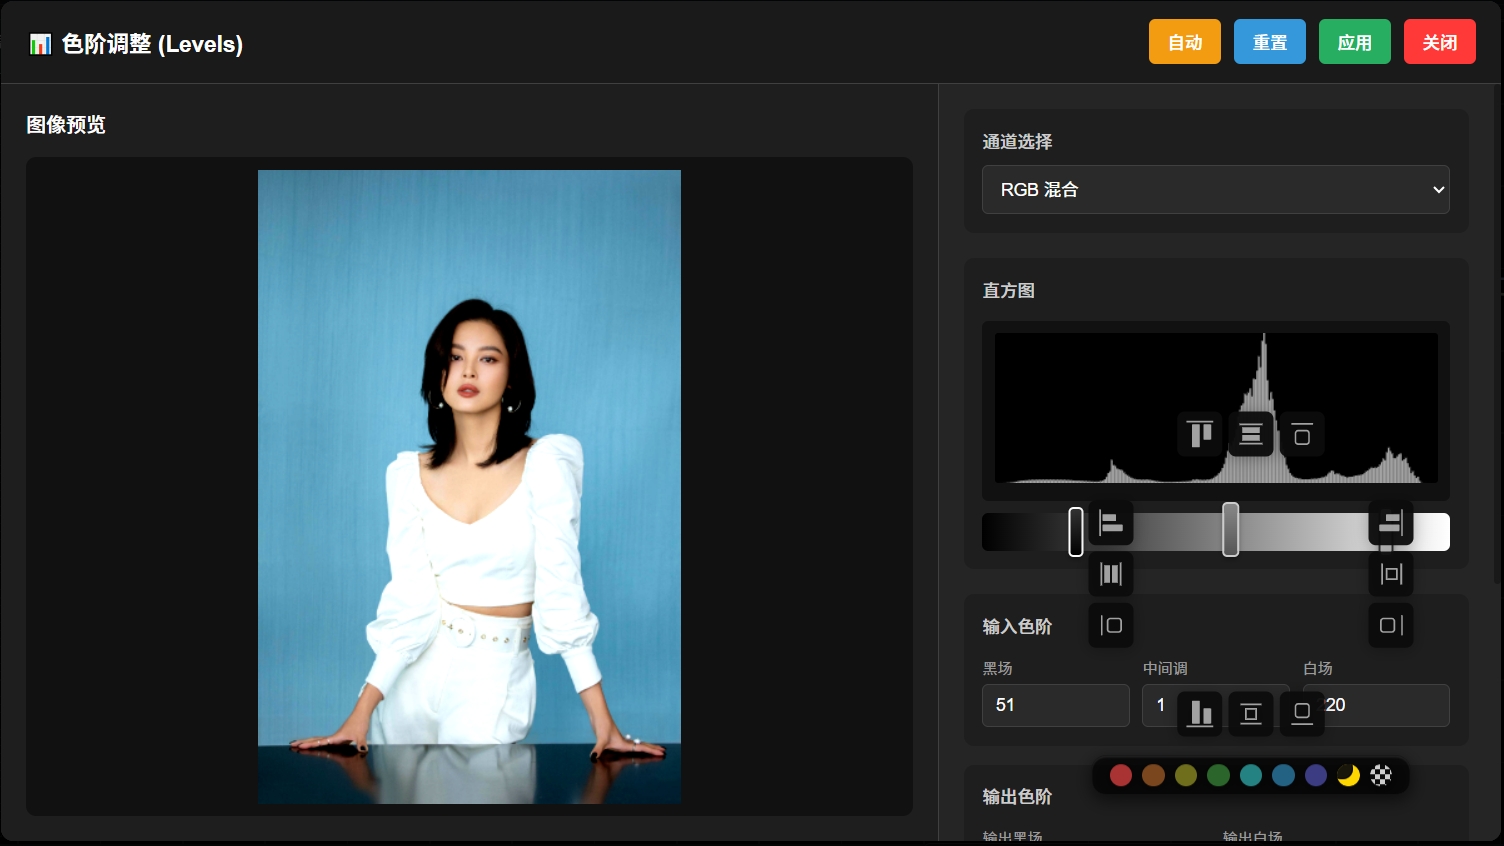 色阶调整 (Levels)
自动
重置
应用
关闭
图像预览
通道选择
RGB 混合
直方图
输入色阶
黑场
中间调
白场
51
1
20
输出色阶
输出黑场
输出白场